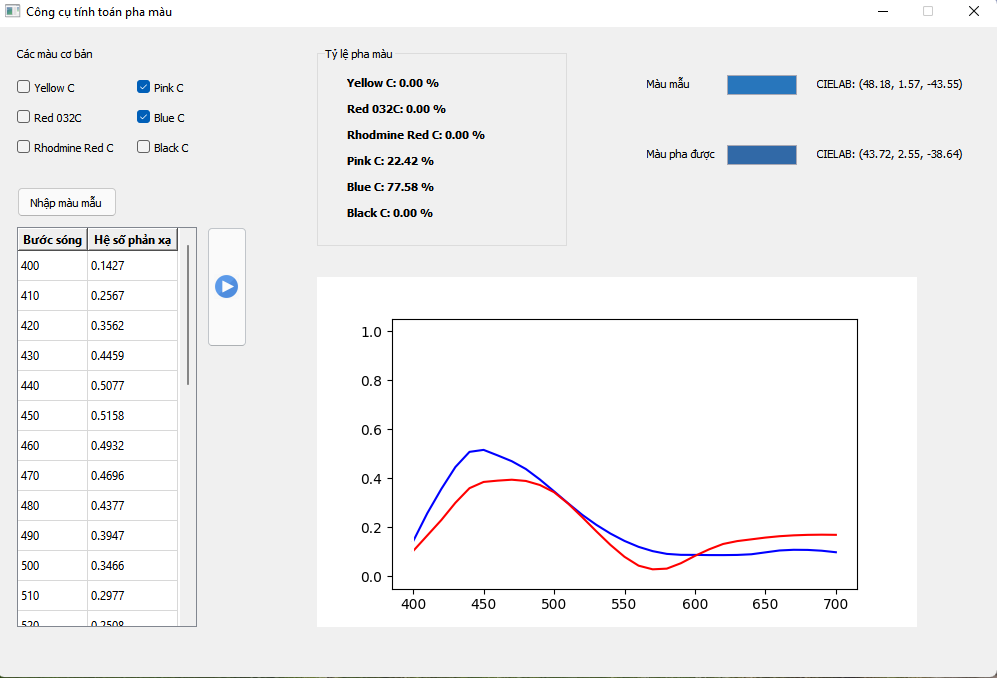 Công cụ tính toán pha màu
Các màu cơ bản
Yellow C
Pink C
Red 032C
Blue C
Rhodmine Red C
Black C
Nhập màu mẫu
Bước sóng Hệ số phản xạ
400 0.1427
410 0.2567
420 0.3562
430 0.4459
440 0.5077
450 0.5158
460 0.4932
470 0.4696
480 0.4377
490 0.3947
500 0.3466
510 0.2977
520 0.2508
Tỷ lệ pha màu
Yellow C: 0.00 %
Red 032C: 0.00 %
Rhodmine Red C: 0.00 %
Pink C: 22.42 %
Blue C: 77.58 %
Black C: 0.00 %
Màu mẫu CIELAB: (48.18, 1.57, -43.55)
Màu pha được CIELAB: (43.72, 2.55, -38.64)
1.0
0.8
0.6
0.4
0.2
0.0
400 450 500 550 600 650 700